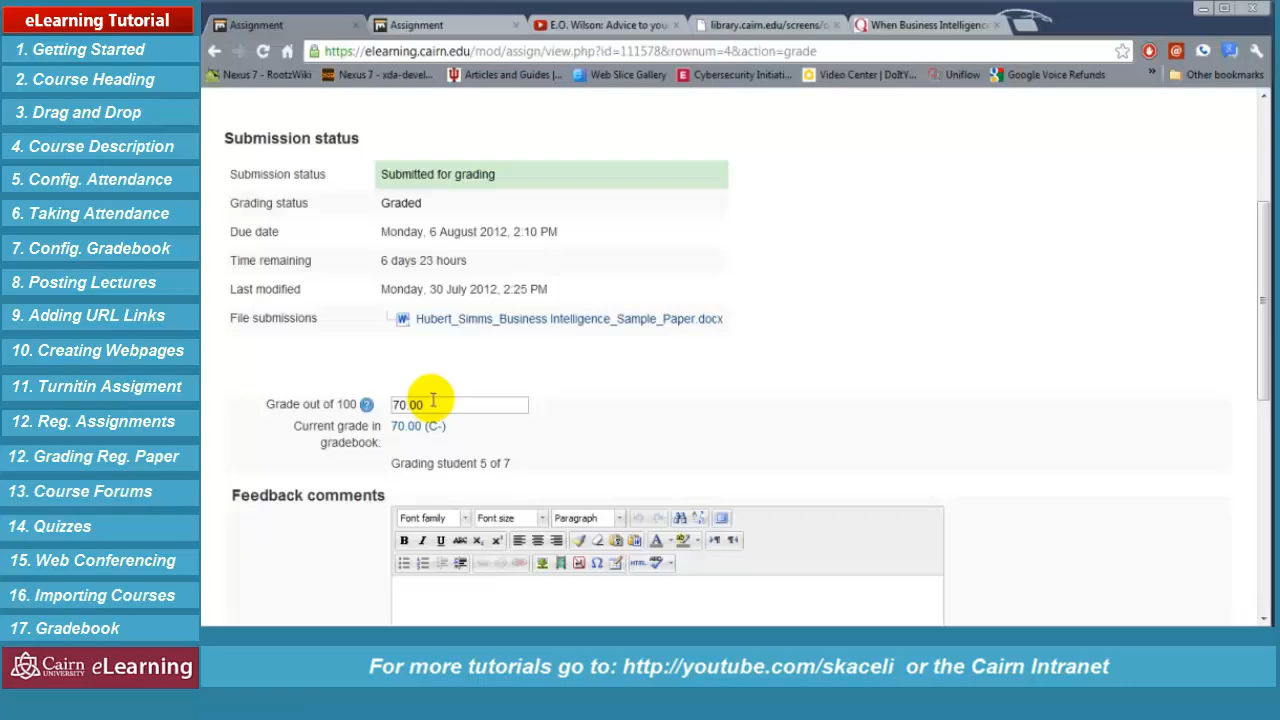 eLearning Tutorial
1. Getting Started
2. Course Heading
3. Drag and Drop
4. Course Description
5. Config. Attendance
6. Taking Attendance
7. Config. Gradebook
8. Posting Lectures
9. Adding URL Links
10. Creating Webpages
11. Turnitin Assigment
12. Reg. Assignments
12. Grading Reg. Paper
13. Course Forums
14. Quizzes
15. Web Conferencing
16. Importing Courses
17. Gradebook
Cairn UNIVERSITY eLearning
Assignment Assignment E.O. Wilson: Advice to you library.cairn.edu/screens/ When Business Intelligenc
https://elearning.cairn.edu/mod/assign/view.php?id=111578&rownum=4&action=grade
Nexus 7 - RootzWiki Nexus 7 - xda-devel... Articles and Guides |... Web Slice Gallery Cybersecurity Initiati... Video Center | DoItY... Uniflow Google Voice Refunds » Other bookmarks
Submission status
Submission status Submitted for grading
Grading status Graded
Due date Monday, 6 August 2012, 2:10 PM
Time remaining 6 days 23 hours
Last modified Monday, 30 July 2012, 2:25 PM
File submissions Hubert_Simms_Business Intelligence_Sample_Paper.docx
Grade out of 100 ? 70.00
Current grade in gradebook: 70.00 (C-)
Grading student 5 of 7
Feedback comments
Font family Font size Paragraph
B I U ABC X₂ X² A ab
Ω HTML ABC
For more tutorials go to: http://youtube.com/skaceli or the Cairn Intranet